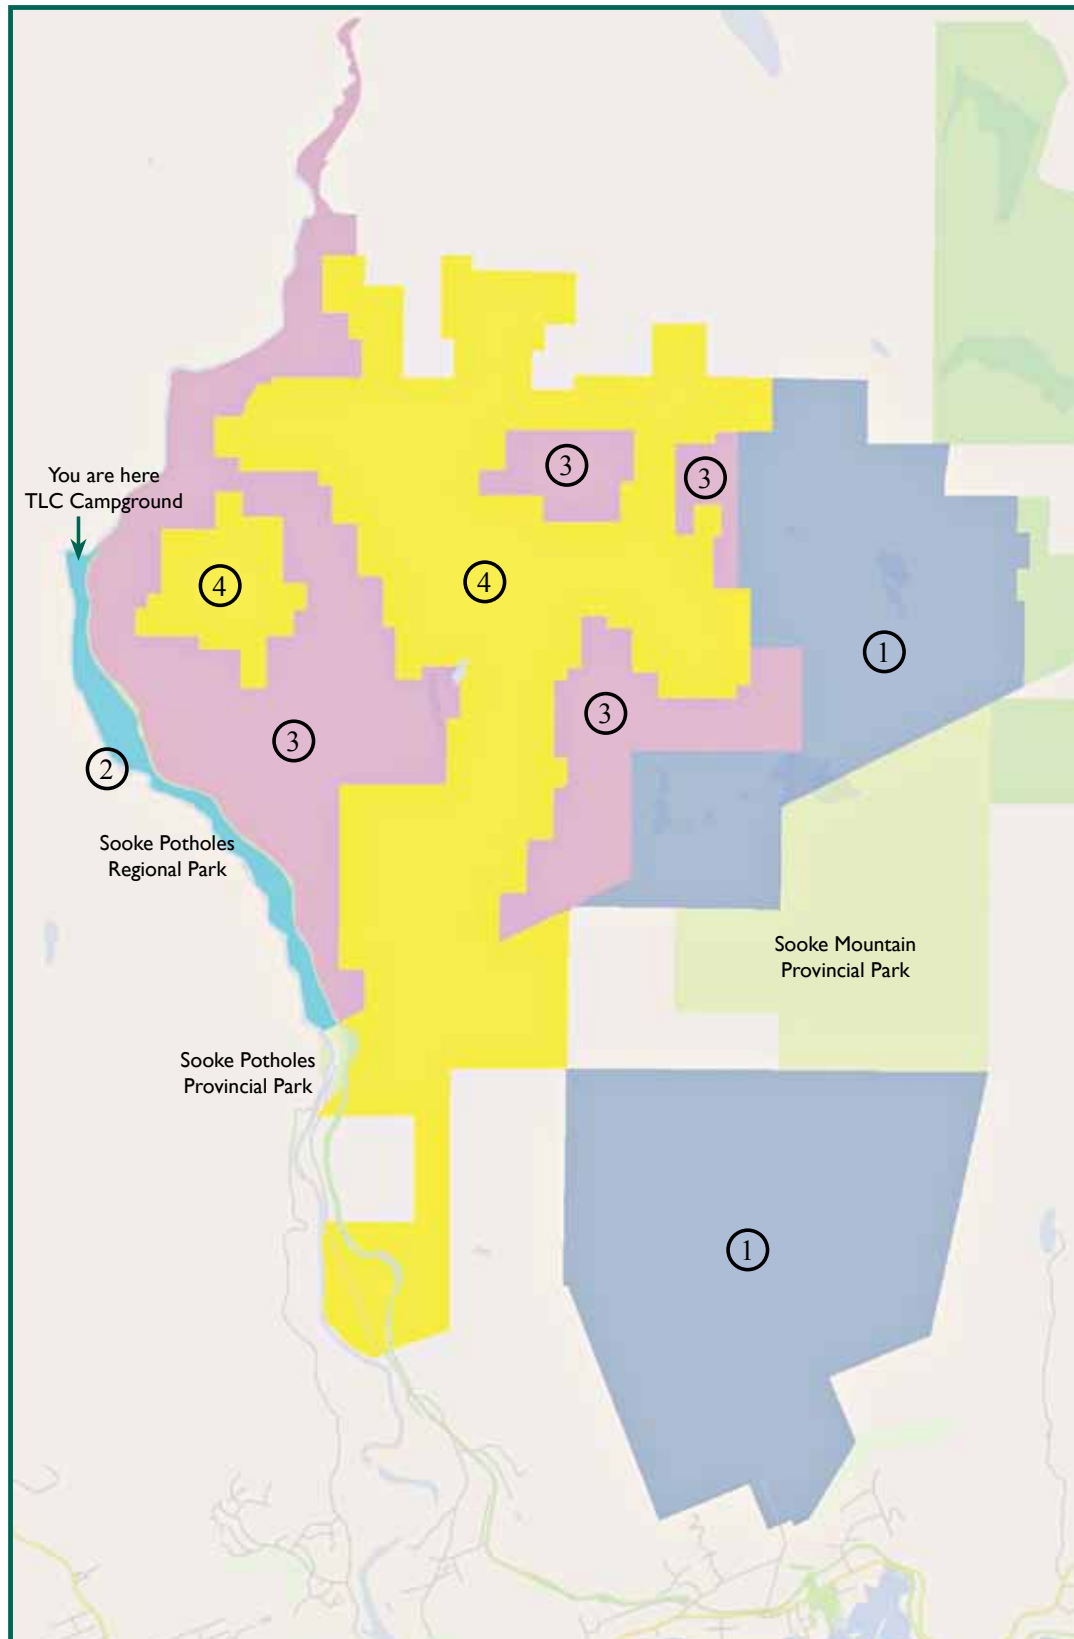 3
3
You are here
TLC Campground
4
4
1
3
3
2
Sooke Potholes
Regional Park
Sooke Mountain
Provincial Park
Sooke Potholes
Provincial Park
1